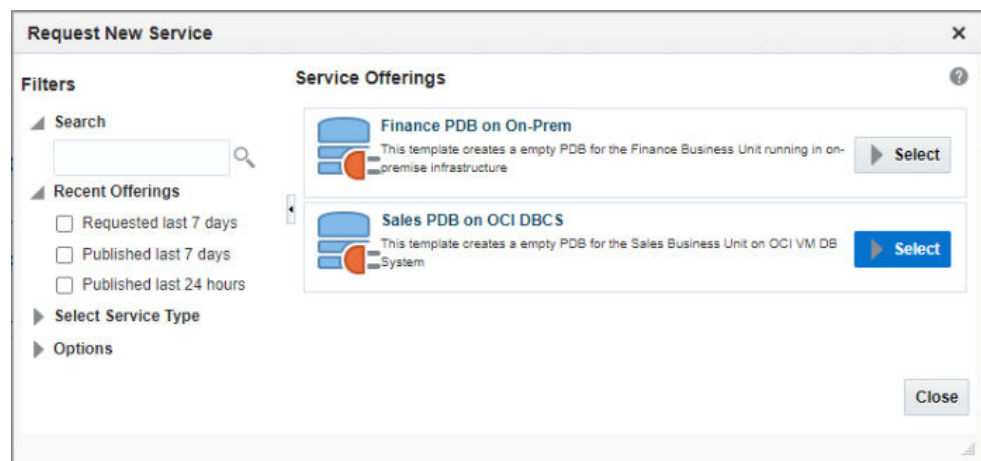 Request New Service
Filters
Search
Recent Offerings
Requested last 7 days
Published last 7 days
Published last 24 hours
Select Service Type
Options
Service Offerings
Finance PDB on On-Prem
This template creates a empty PDB for the Finance Business Unit running in on-
premise infrastructure
Select
Sales PDB on OCI DBCS
This template creates a empty PDB for the Sales Business Unit on OCI VM DB
System
Select
Close